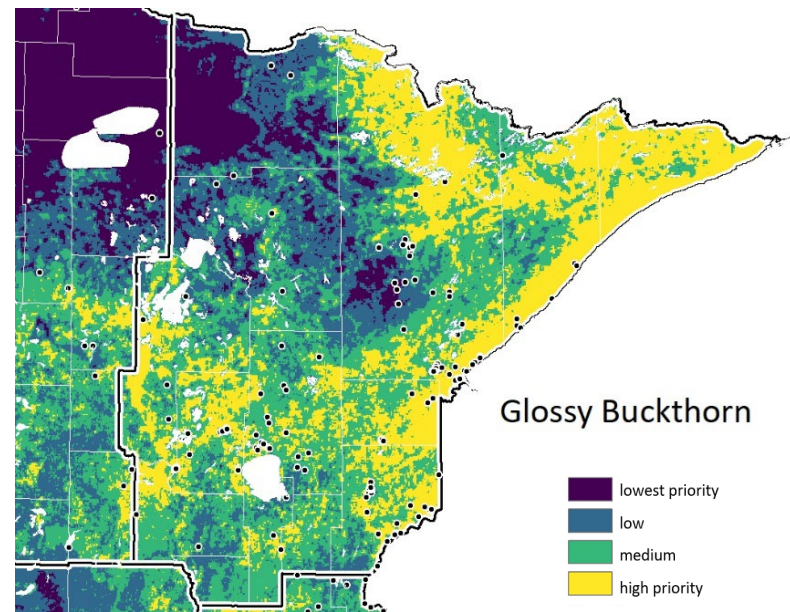 Glossy Buckthorn
lowest priority
low
medium
high priority